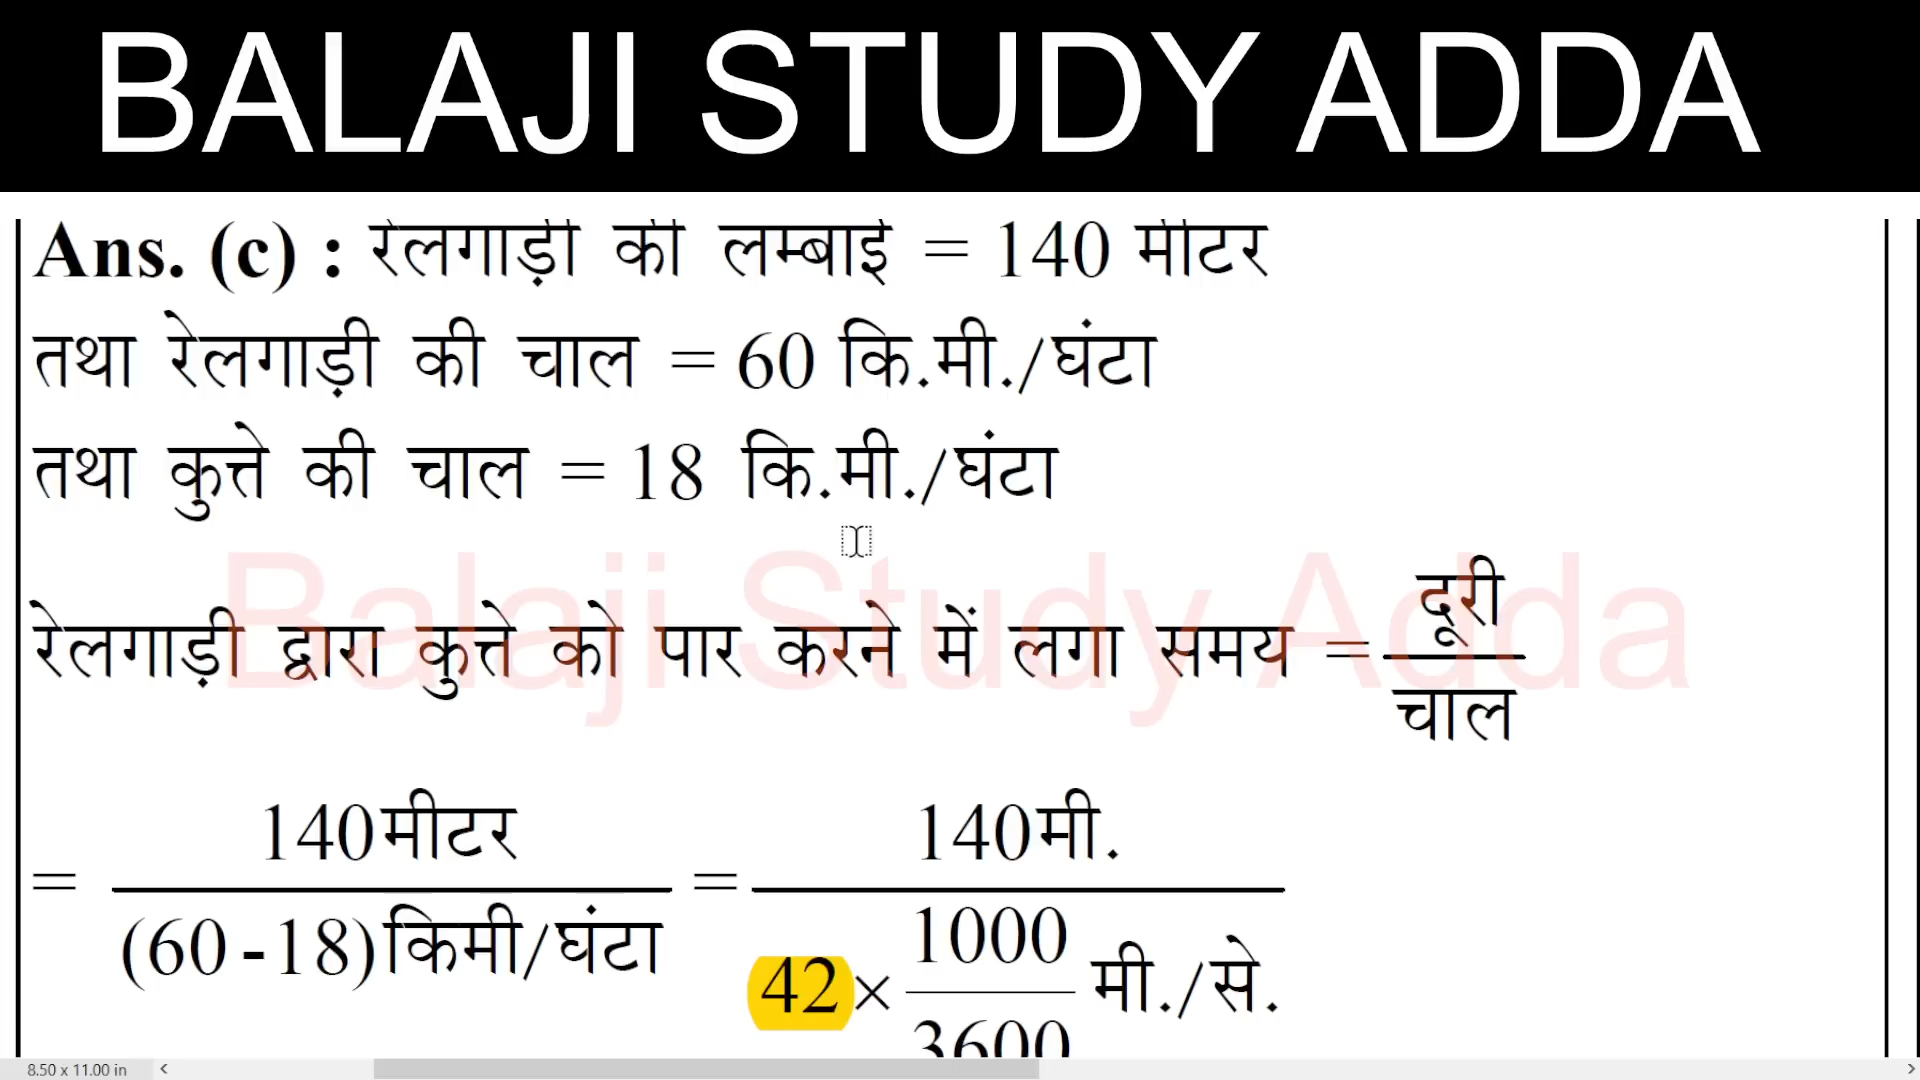 BALAJI STUDY ADDA
Ans. (c) : रेलगाड़ी की लम्बाई = 140 मीटर
तथा रेलगाड़ी की चाल = 60 कि.मी./घंटा
तथा कुत्ते की चाल = 18 कि.मी./घंटा
Balaji Study Adda
रेलगाड़ी द्वारा कुत्ते को पार करने में लगा समय = दूरी / चाल
= 140मीटर / (60-18)किमी/घंटा = 140मी. / 42× 1000 / 3600 मी./से.
8.50 x 11.00 in